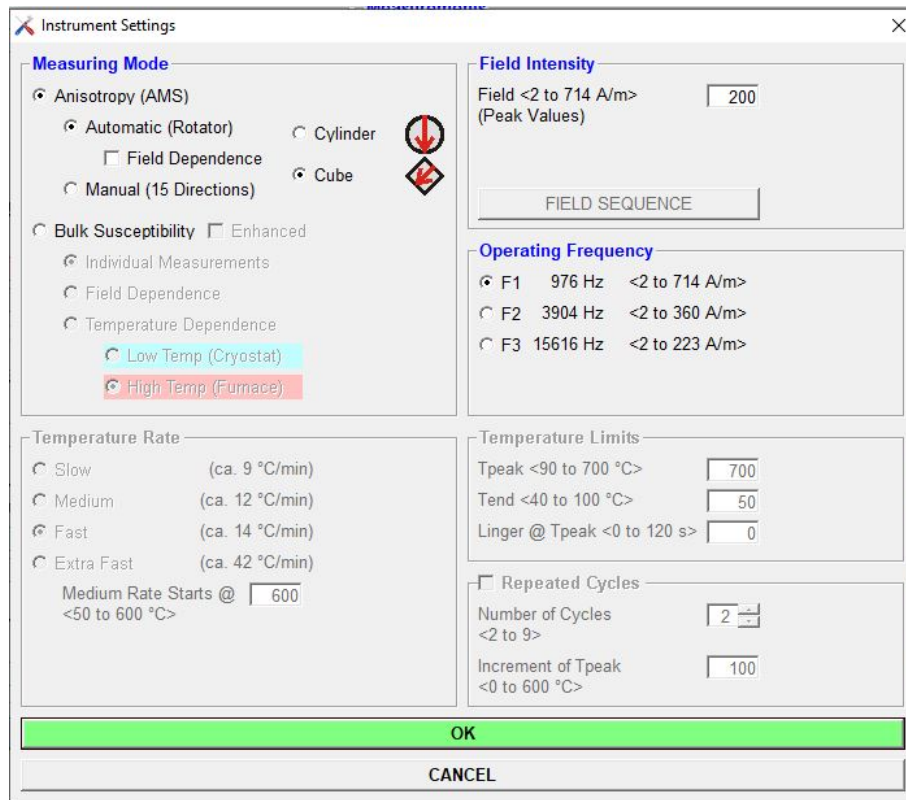 Measurements
Instrument Settings
Measuring Mode
Anisotropy (AMS)
Automatic (Rotator)
Cylinder
Field Dependence
Cube
Manual (15 Directions)
Bulk Susceptibility Enhanced
Individual Measurements
Field Dependence
Temperature Dependence
Low Temp (Cryostat)
High Temp (Furnace)
Field Intensity
Field <2 to 714 A/m> 200
(Peak Values)
FIELD SEQUENCE
Operating Frequency
F1 976 Hz <2 to 714 A/m>
F2 3904 Hz <2 to 360 A/m>
F3 15616 Hz <2 to 223 A/m>
Temperature Rate
Slow (ca. 9 °C/min)
Medium (ca. 12 °C/min)
Fast (ca. 14 °C/min)
Extra Fast (ca. 42 °C/min)
Medium Rate Starts @ 600
<50 to 600 °C>
Temperature Limits
Tpeak <90 to 700 °C> 700
Tend <40 to 100 °C> 50
Linger @ Tpeak <0 to 120 s> 0
Repeated Cycles
Number of Cycles 2
<2 to 9>
Increment of Tpeak 100
<0 to 600 °C>
OK
CANCEL